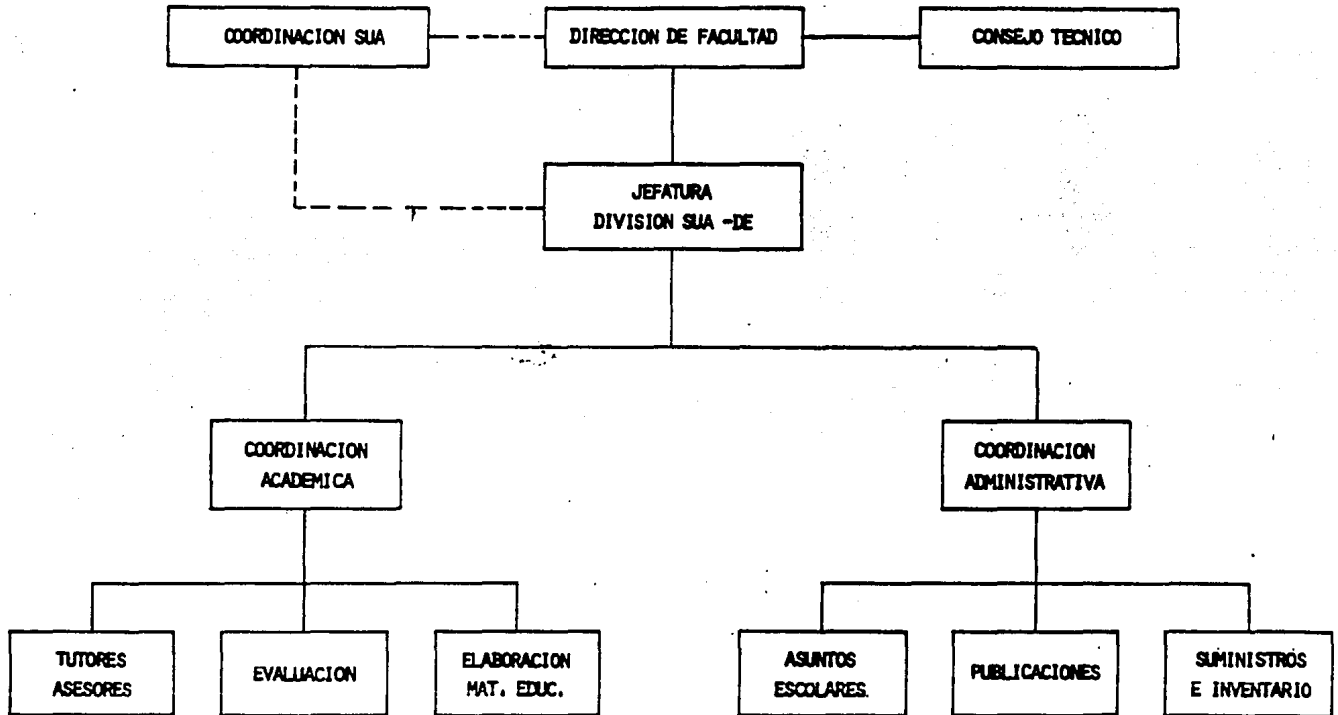 COORDINACION SUA
DIRECCION DE FACULTAD
CONSEJO TECNICO
JEFATURA
DIVISION SUA -DE
COORDINACION
ACADEMICA
COORDINACION
ADMINISTRATIVA
TUTORES
ASESORES
EVALUACION
ELABORACION
MAT. EDUC.
ASUNTOS
ESCOLARES.
PUBLICACIONES
SUMINISTROS
E INVENTARIO